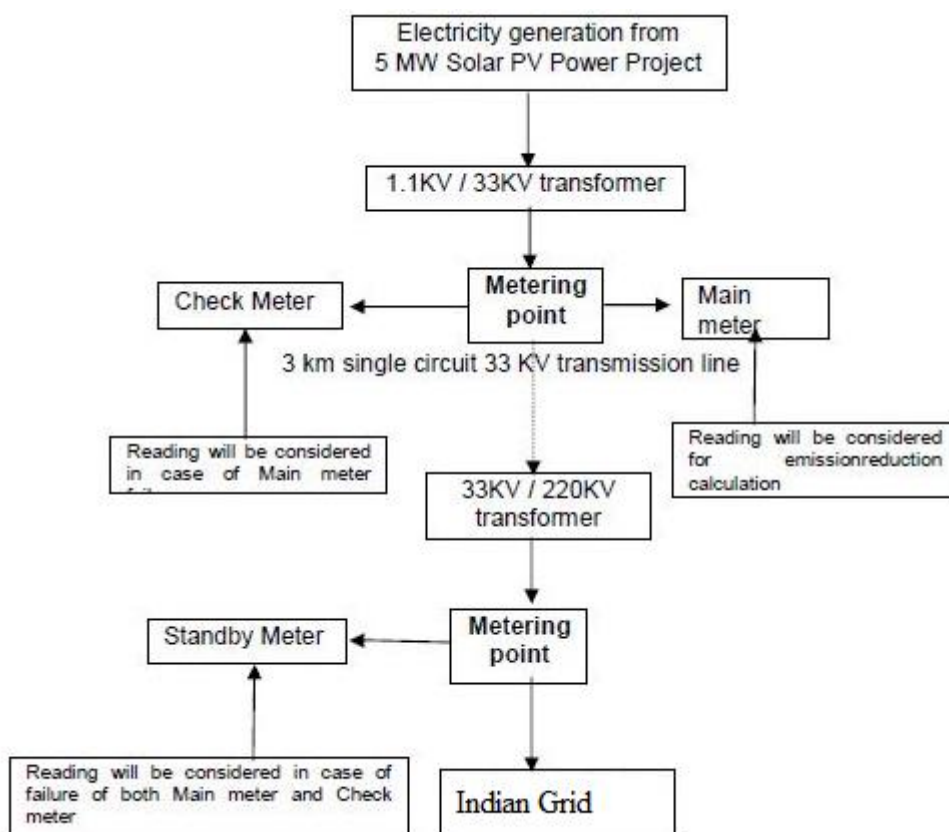 Electricity generation from
5 MW Solar PV Power Project
1.1KV / 33KV transformer
Check Meter
Metering
point
Main
meter
3 km single circuit 33 KV transmission line
Reading will be considered
in case of Main meter
Reading will be considered
for emissionreduction
calculation
33KV / 220KV
transformer
Standby Meter
Metering
point
Reading will be considered in case of
failure of both Main meter and Check
meter
Indian Grid